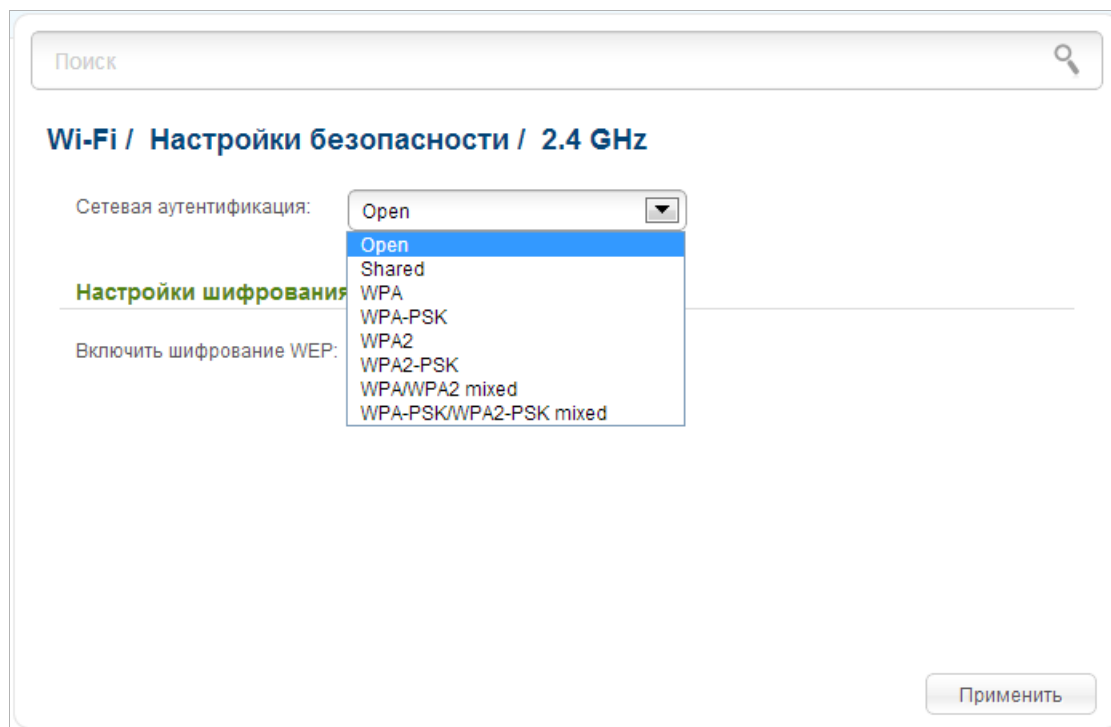 Поиск
Wi-Fi / Настройки безопасности / 2.4 GHz
Сетевая аутентификация: Open
Open
Shared
Настройки шифрования WPA
WPA-PSK
Включить шифрование WEP: WPA2
WPA2-PSK
WPA/WPA2 mixed
WPA-PSK/WPA2-PSK mixed
Применить